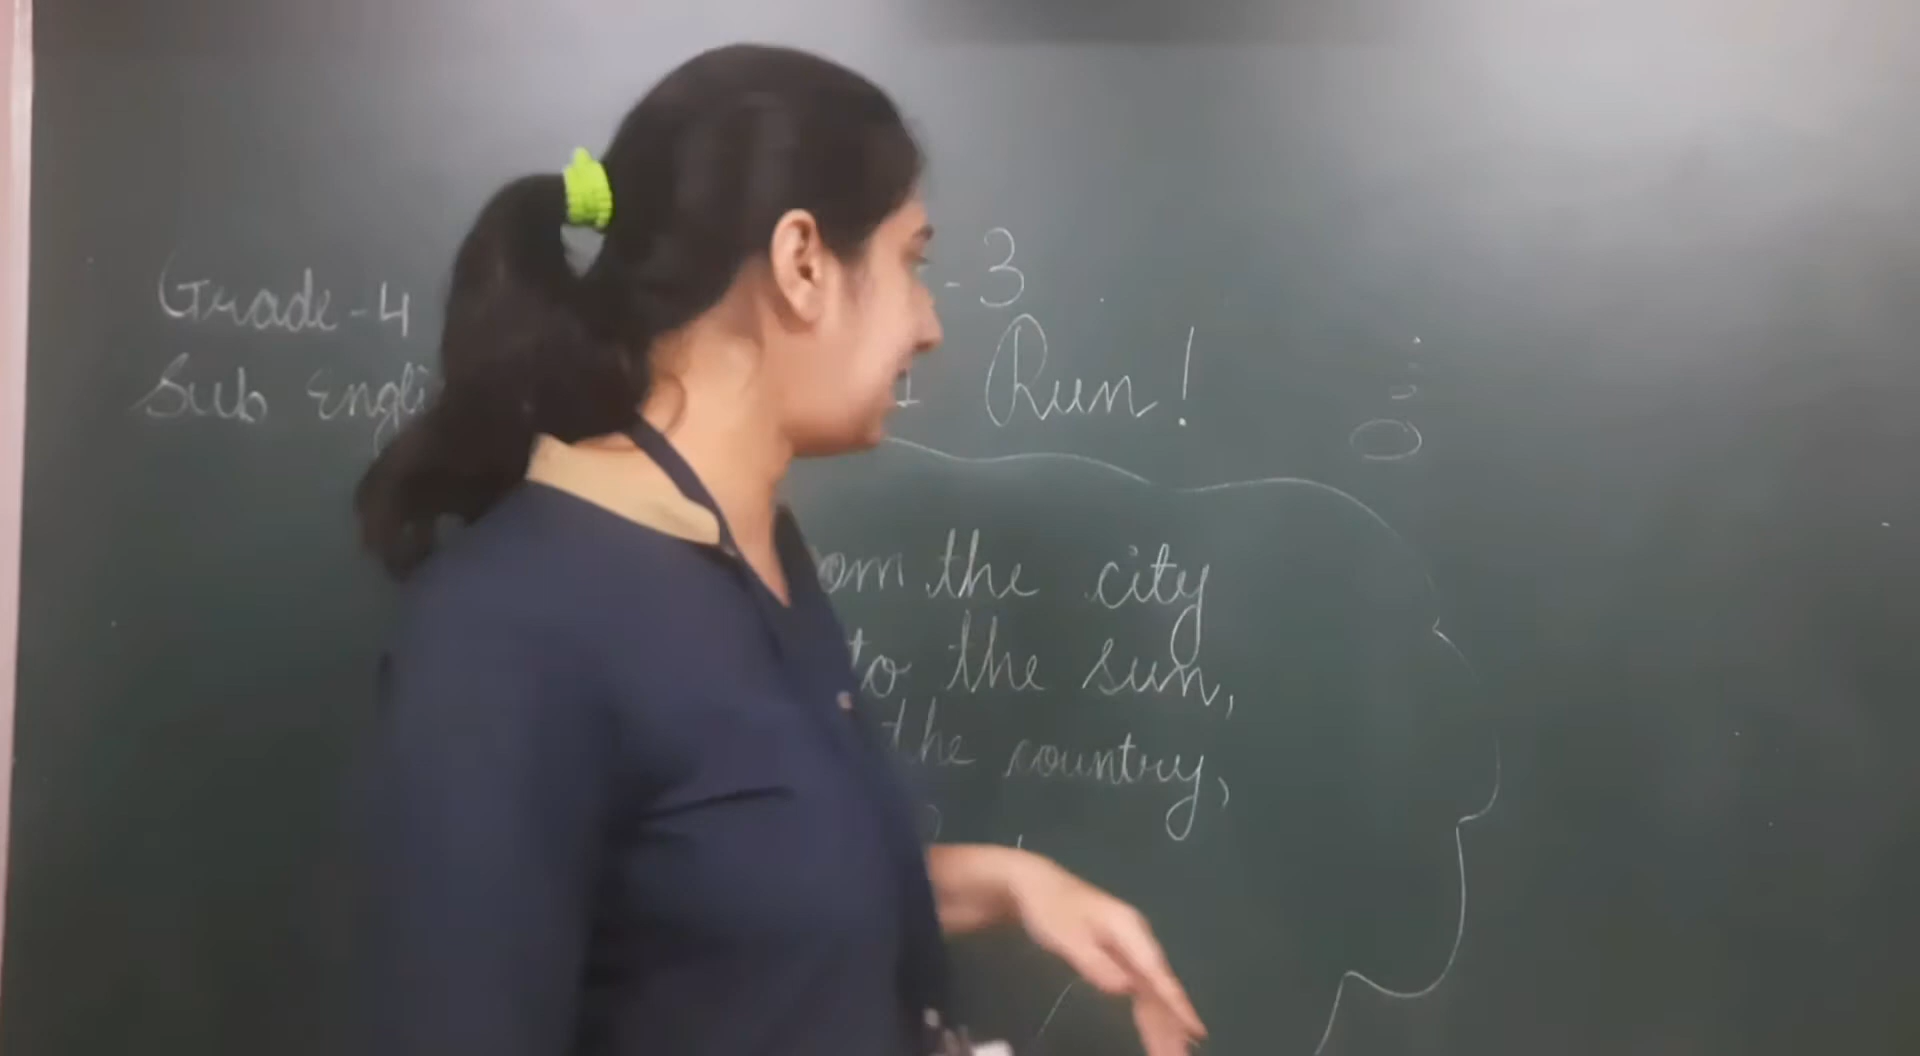 Grade-4 -3
Sub Engli I Run!
om the city
to the sun,
the country,